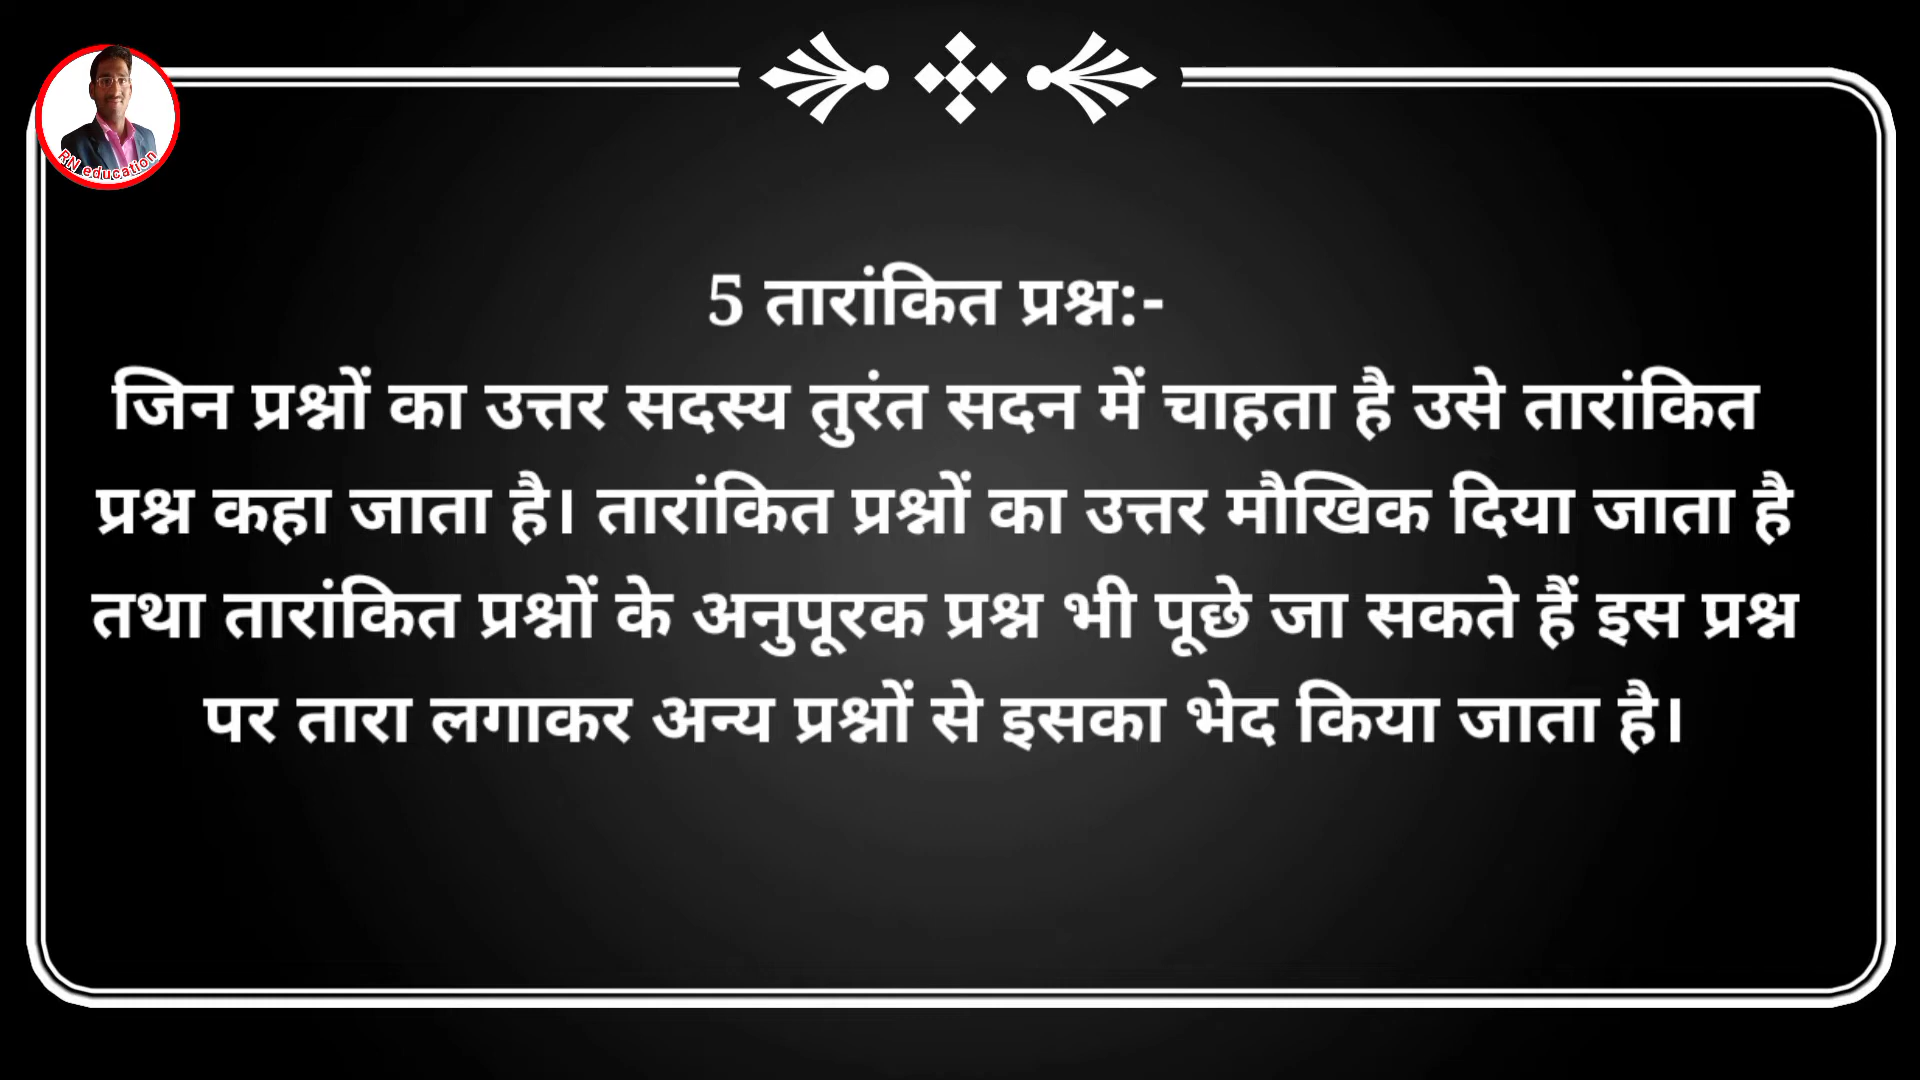 RN education
5 तारांकित प्रश्न:-
जिन प्रश्नों का उत्तर सदस्य तुरंत सदन में चाहता है उसे तारांकित
प्रश्न कहा जाता है। तारांकित प्रश्नों का उत्तर मौखिक दिया जाता है
तथा तारांकित प्रश्नों के अनुपूरक प्रश्न भी पूछे जा सकते हैं इस प्रश्न
पर तारा लगाकर अन्य प्रश्नों से इसका भेद किया जाता है।